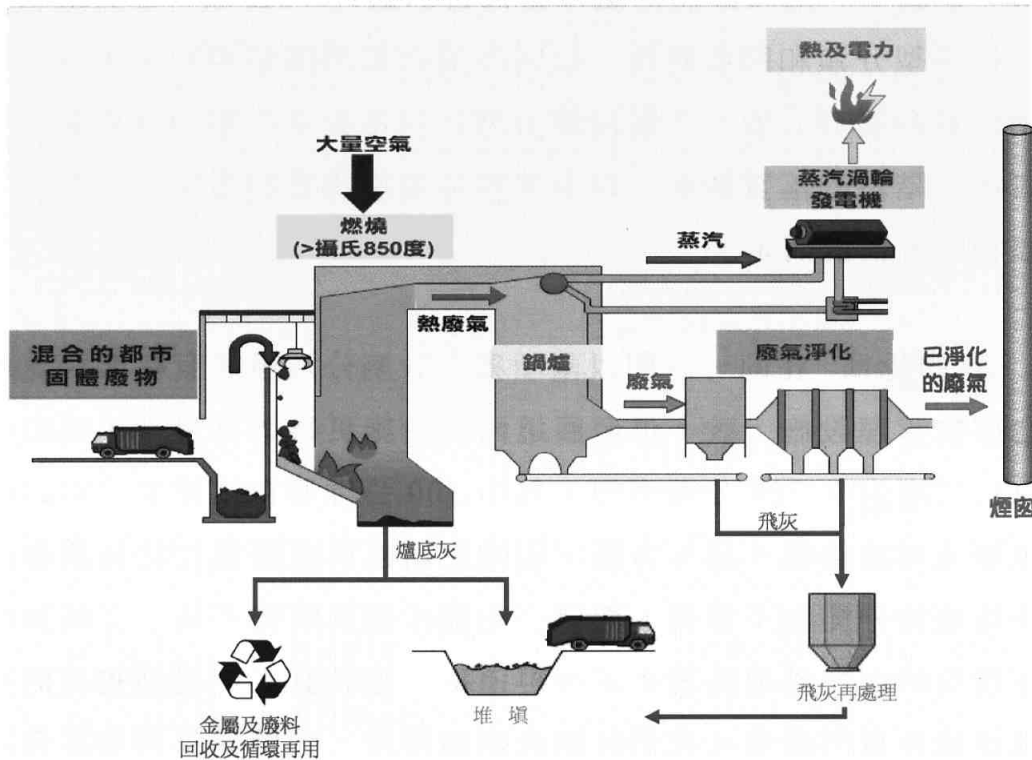 熱及電力
大量空氣
蒸汽渦輪
發電機
燃燒
(>攝氏850度)
蒸汽
熱廢氣
混合的都市
固體廢物
鍋爐
廢氣
廢氣淨化
已淨化
的廢氣
煙囪
飛灰
爐底灰
金屬及廢料
回收及循環再用
堆填
飛灰再處理